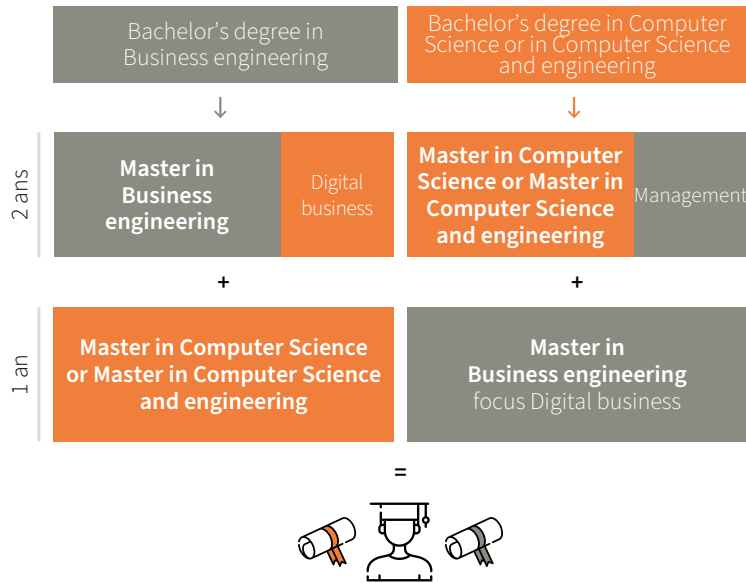 Bachelor’s degree in
Business engineering
Bachelor’s degree in Computer
Science or in Computer Science
and engineering
↓
↓
2 ans
Master in
Business
engineering
Digital
business
Master in Computer
Science or Master in
Computer Science
and engineering
Management
+
+
1 an
Master in Computer Science
or Master in Computer Science
and engineering
Master in
Business engineering
focus Digital business
=